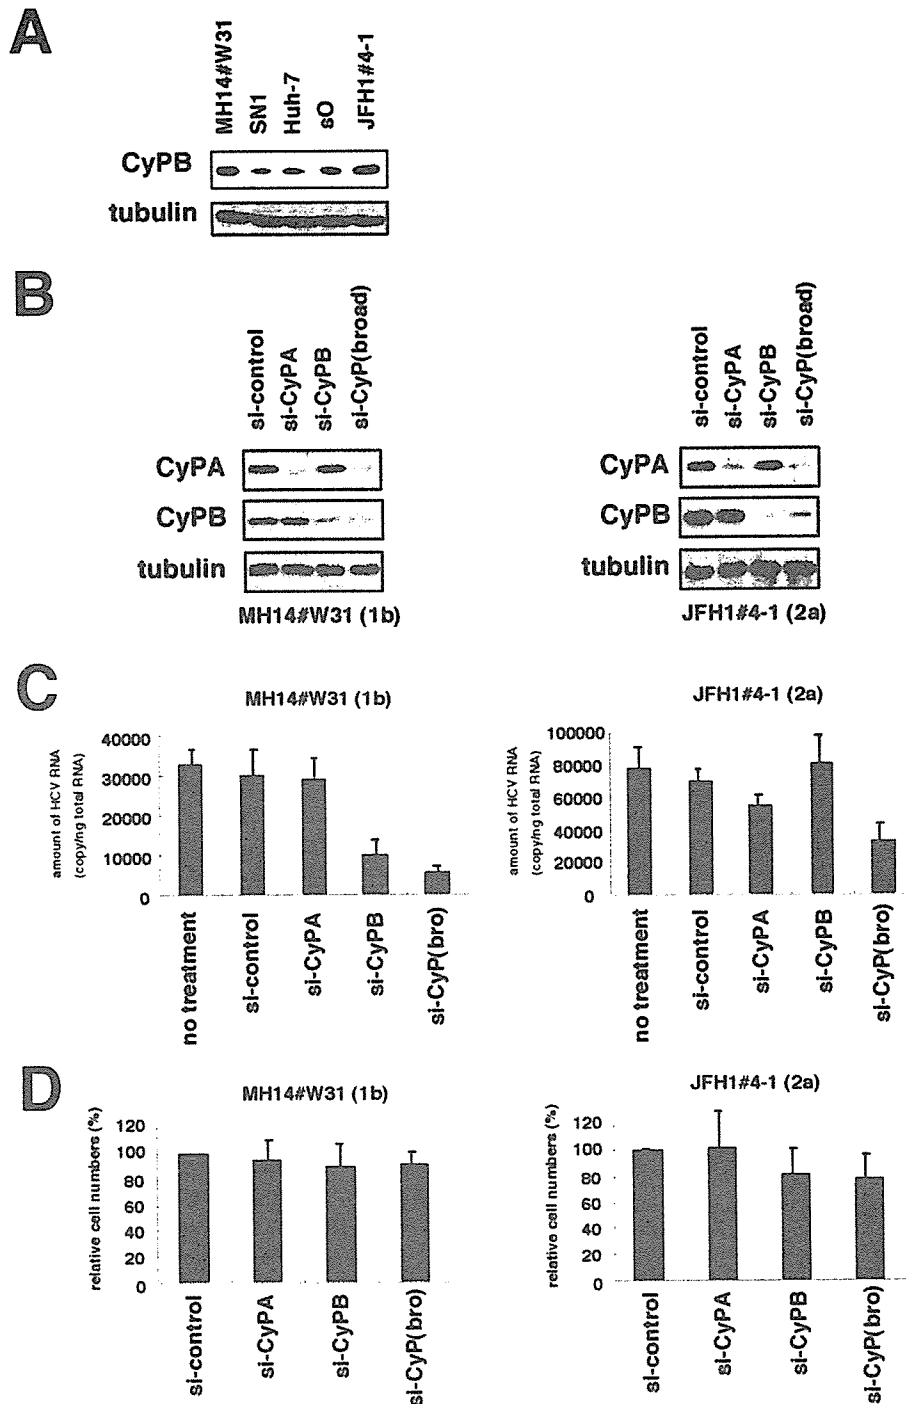 A
MH14#W31
SN1
Huh-7
sO
JFH1#4-1
CyPB
tubulin
B
si-control
si-CyPA
si-CyPB
si-CyP(broad)
CyPA
CyPB
tubulin
MH14#W31 (1b)
si-control
si-CyPA
si-CyPB
si-CyP(broad)
CyPA
CyPB
tubulin
JFH1#4-1 (2a)
C
MH14#W31 (1b)
amount of HCV RNA
(copy/ng total RNA)
40000
30000
20000
10000
0
no treatment
si-control
si-CyPA
si-CyPB
si-CyP(bro)
JFH1#4-1 (2a)
amount of HCV RNA
(copy/ng total RNA)
100000
80000
60000
40000
20000
0
no treatment
si-control
si-CyPA
si-CyPB
si-CyP(bro)
D
MH14#W31 (1b)
relative cell numbers (%)
120
100
80
60
40
20
0
si-control
si-CyPA
si-CyPB
si-CyP(bro)
JFH1#4-1 (2a)
relative cell numbers (%)
120
100
80
60
40
20
0
si-control
si-CyPA
si-CyPB
si-CyP(bro)